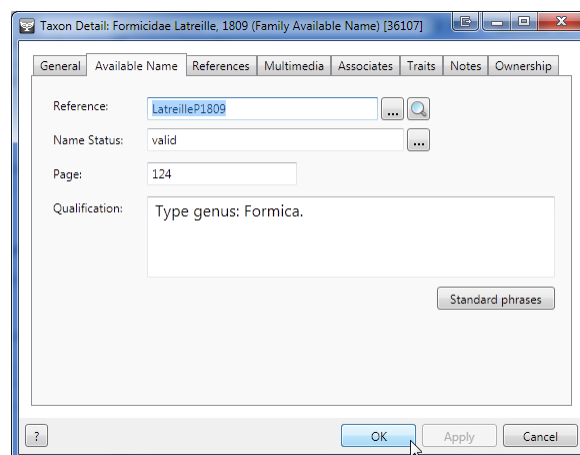 Taxon Detail: Formicidae Latreille, 1809 (Family Available Name) [36107]
General Available Name References Multimedia Associates Traits Notes Ownership
Reference: LatreilleP1809 ...
Name Status: valid ...
Page: 124
Qualification: Type genus: Formica.
Standard phrases
? OK Apply Cancel